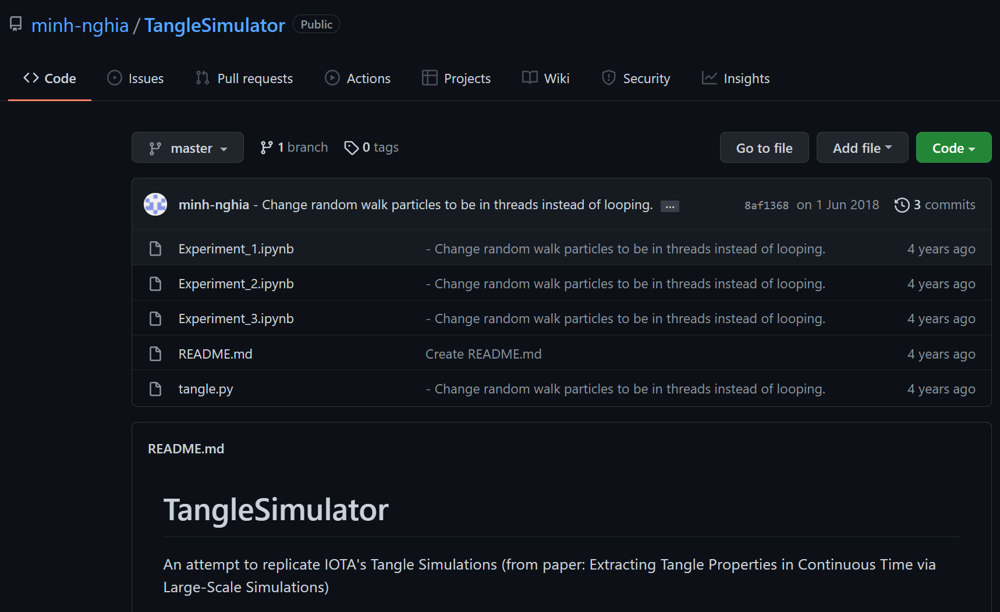 minh-nghia / TangleSimulator Public
Code Issues Pull requests Actions Projects Wiki Security Insights
master 1 branch 0 tags Go to file Add file Code
minh-nghia - Change random walk particles to be in threads instead of looping. ... 8af1368 on 1 Jun 2018 3 commits
Experiment_1.ipynb - Change random walk particles to be in threads instead of looping. 4 years ago
Experiment_2.ipynb - Change random walk particles to be in threads instead of looping. 4 years ago
Experiment_3.ipynb - Change random walk particles to be in threads instead of looping. 4 years ago
README.md Create README.md 4 years ago
tangle.py - Change random walk particles to be in threads instead of looping. 4 years ago
README.md
TangleSimulator
An attempt to replicate IOTA's Tangle Simulations (from paper: Extracting Tangle Properties in Continuous Time via
Large-Scale Simulations)